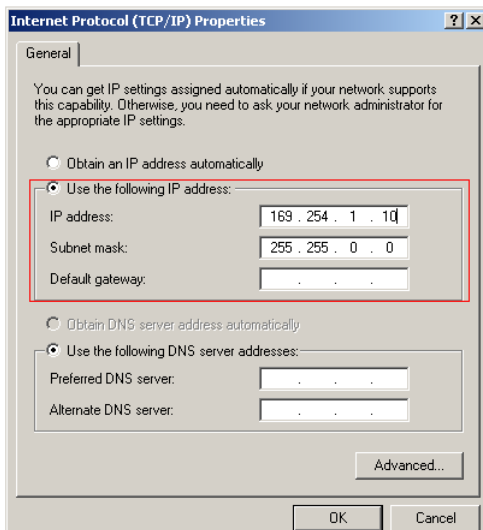 Internet Protocol (TCP/IP) Properties
General
You can get IP settings assigned automatically if your network supports
this capability. Otherwise, you need to ask your network administrator for
the appropriate IP settings.
Obtain an IP address automatically
Use the following IP address:
IP address: 169 . 254 . 1 . 10
Subnet mask: 255 . 255 . 0 . 0
Default gateway: . . .
Obtain DNS server address automatically
Use the following DNS server addresses:
Preferred DNS server: . . .
Alternate DNS server: . . .
Advanced...
OK Cancel